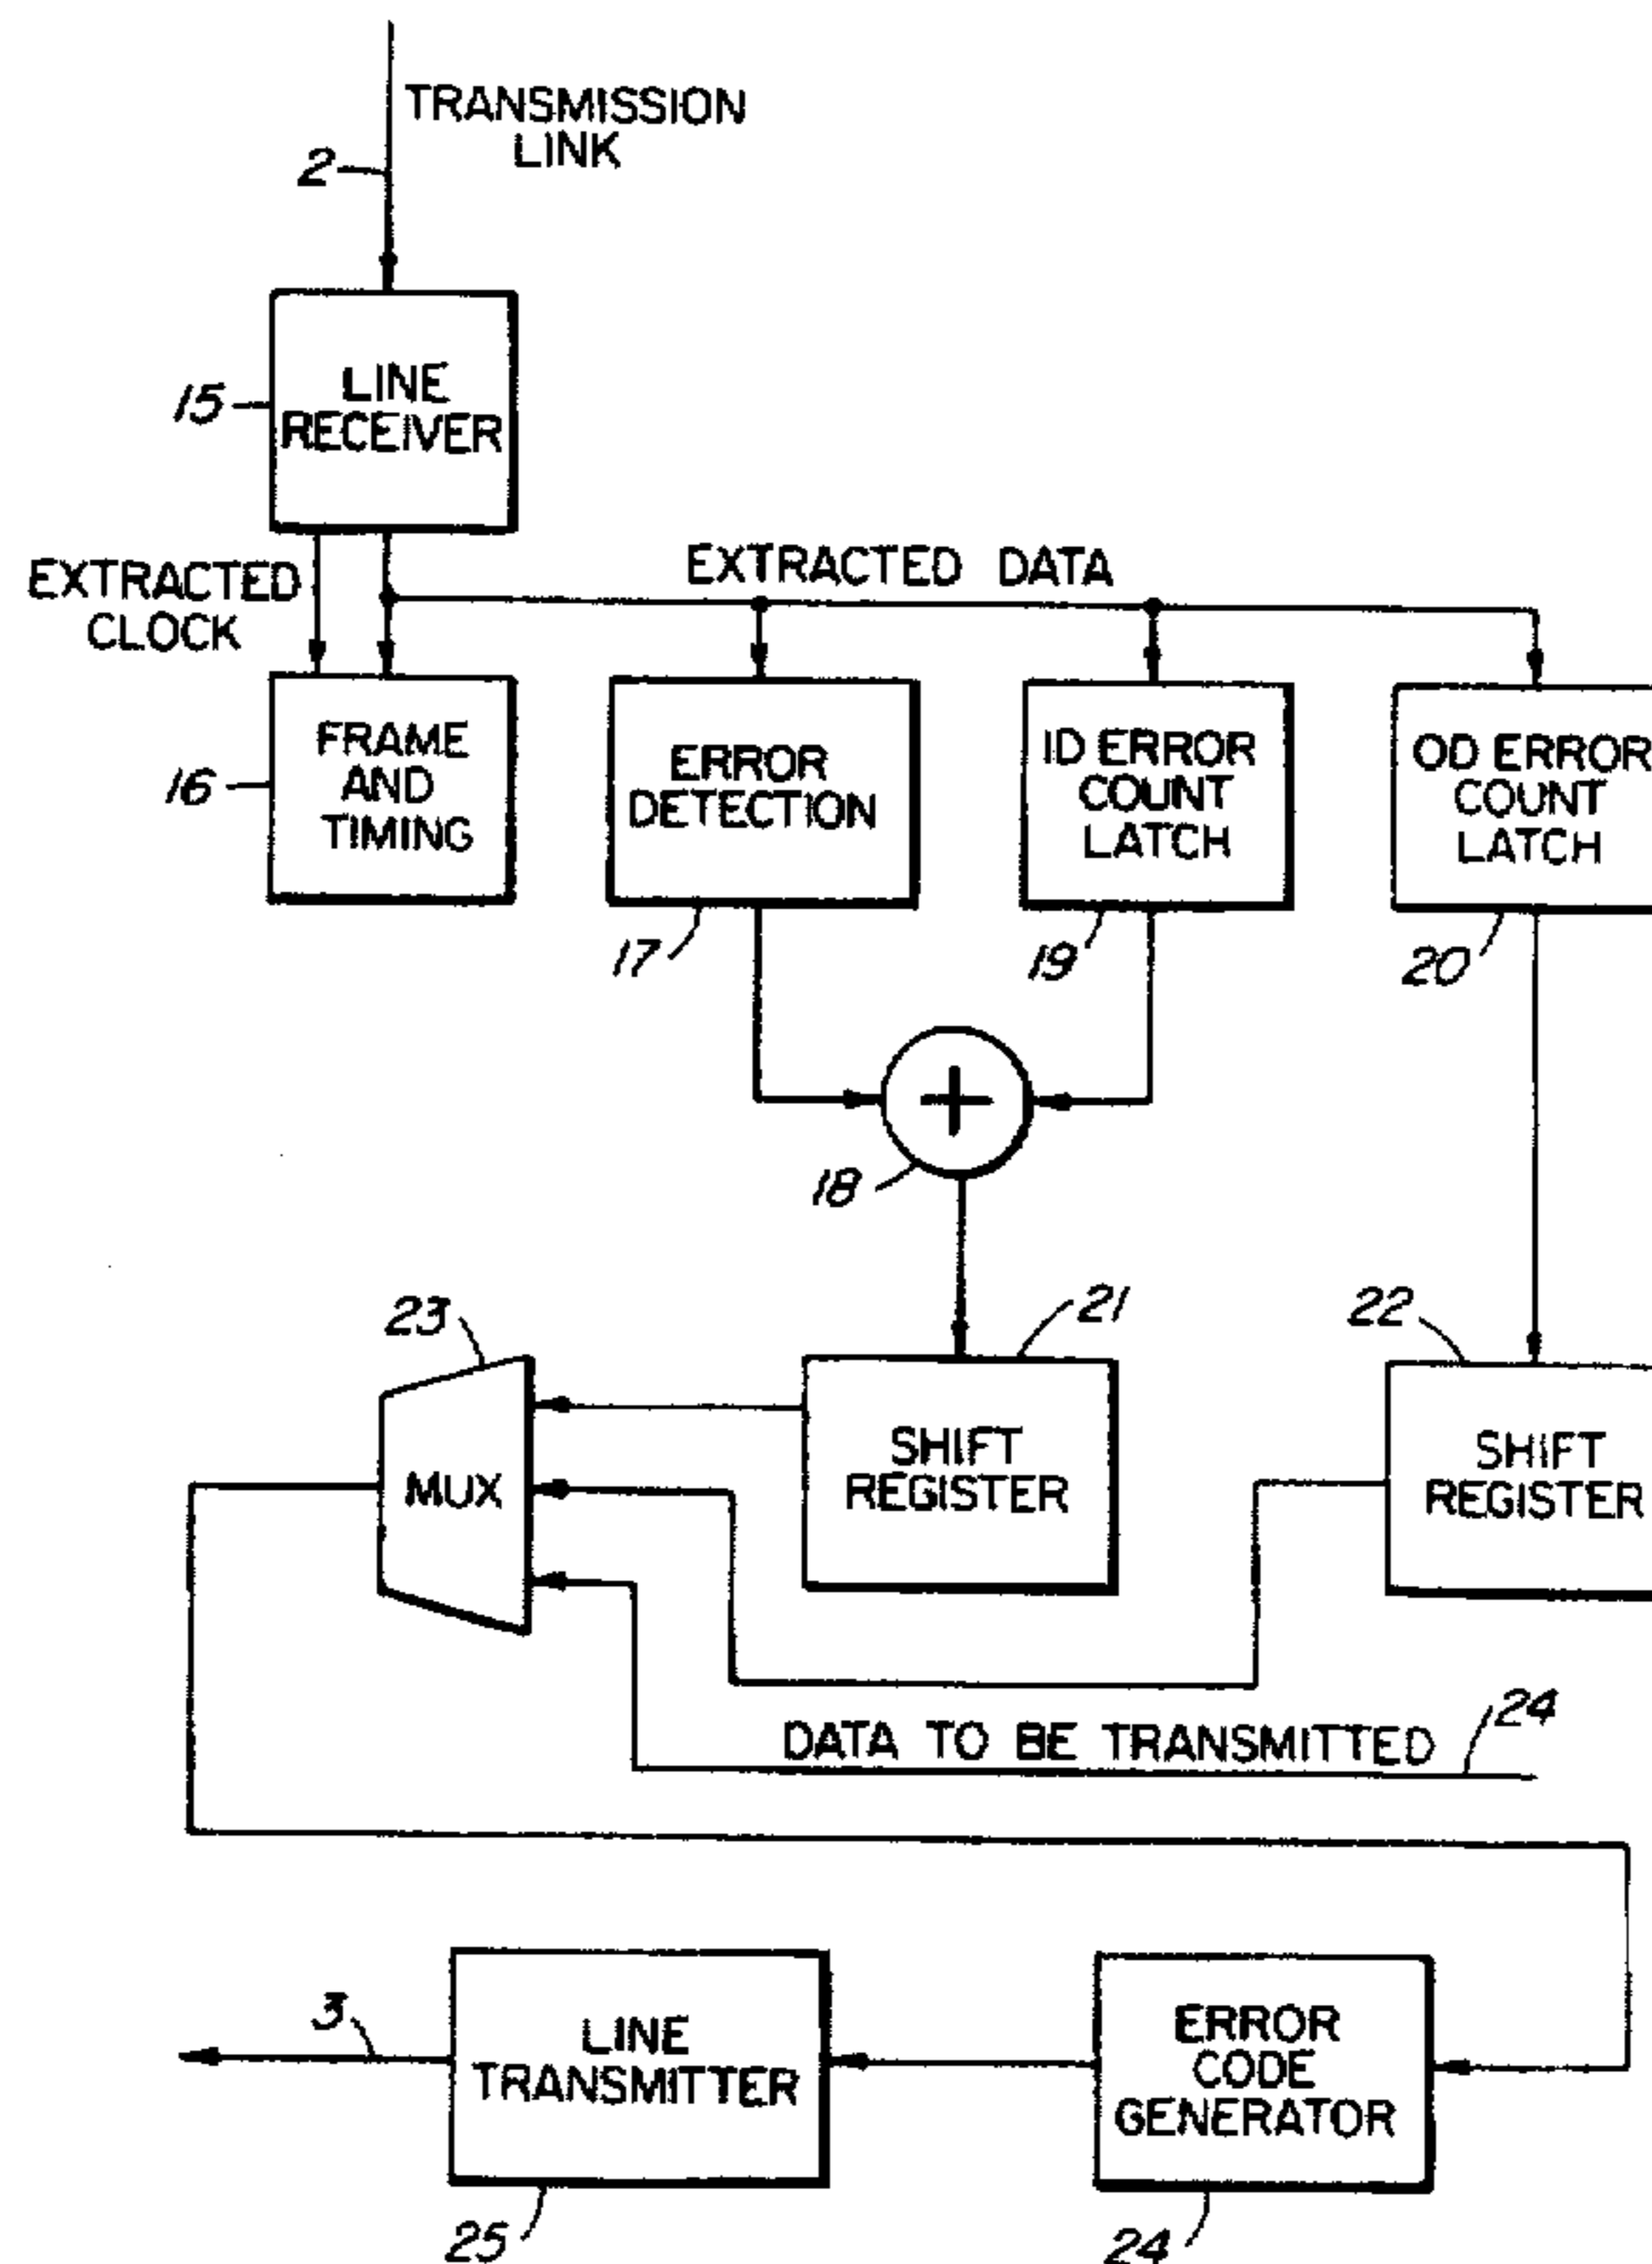 TRANSMISSION
LINK
2
LINE
RECEIVER
15
EXTRACTED
CLOCK
EXTRACTED DATA
FRAME
AND
TIMING
16
ERROR
DETECTION
17
ID ERROR
COUNT
LATCH
19
OD ERROR
COUNT
LATCH
20
+
18
23
MUX
21
SHIFT
REGISTER
22
SHIFT
REGISTER
DATA TO BE TRANSMITTED
24
3
LINE
TRANSMITTER
25
ERROR
CODE
GENERATOR
24